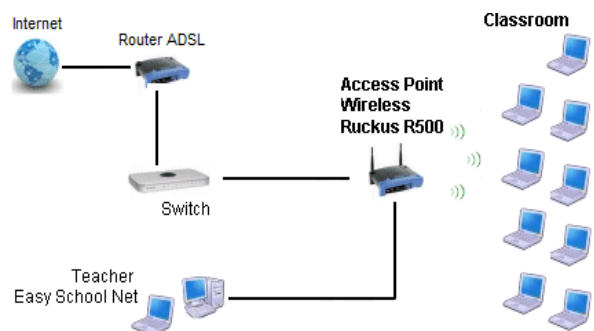 Internet
Router ADSL
Classroom
Access Point
Wireless
Ruckus R500
Switch
Teacher
Easy School Net